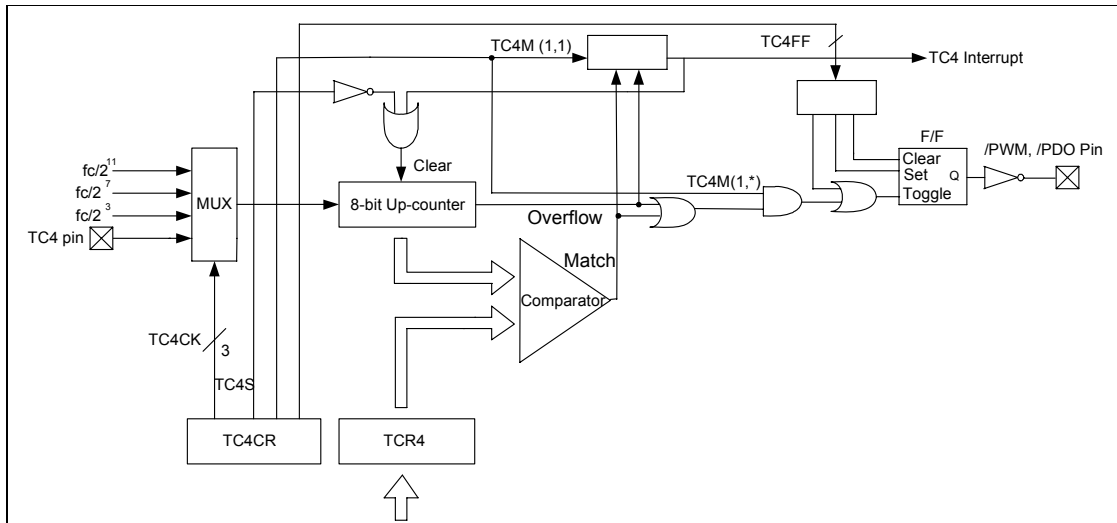 TC4M (1,1)
TC4FF
TC4 Interrupt
F/F
/PWM, /PDO Pin
Clear
Set
Q
Toggle
Clear
fc/2 11
fc/2 7
fc/2 3
TC4 pin
MUX
8-bit Up-counter
TC4M(1,*)
Overflow
Match
Comparator
TC4CK
3
TC4S
TC4CR
TCR4